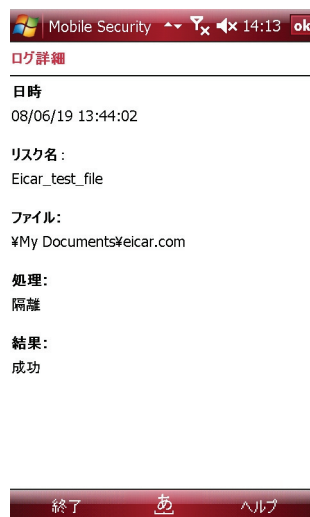 Mobile Security 14:13 ok
ログ詳細
日時
08/06/19 13:44:02
リスク名:
Eicar_test_file
ファイル:
¥My Documents¥eicar.com
処理:
隔離
結果:
成功
終了 あ ヘルプ